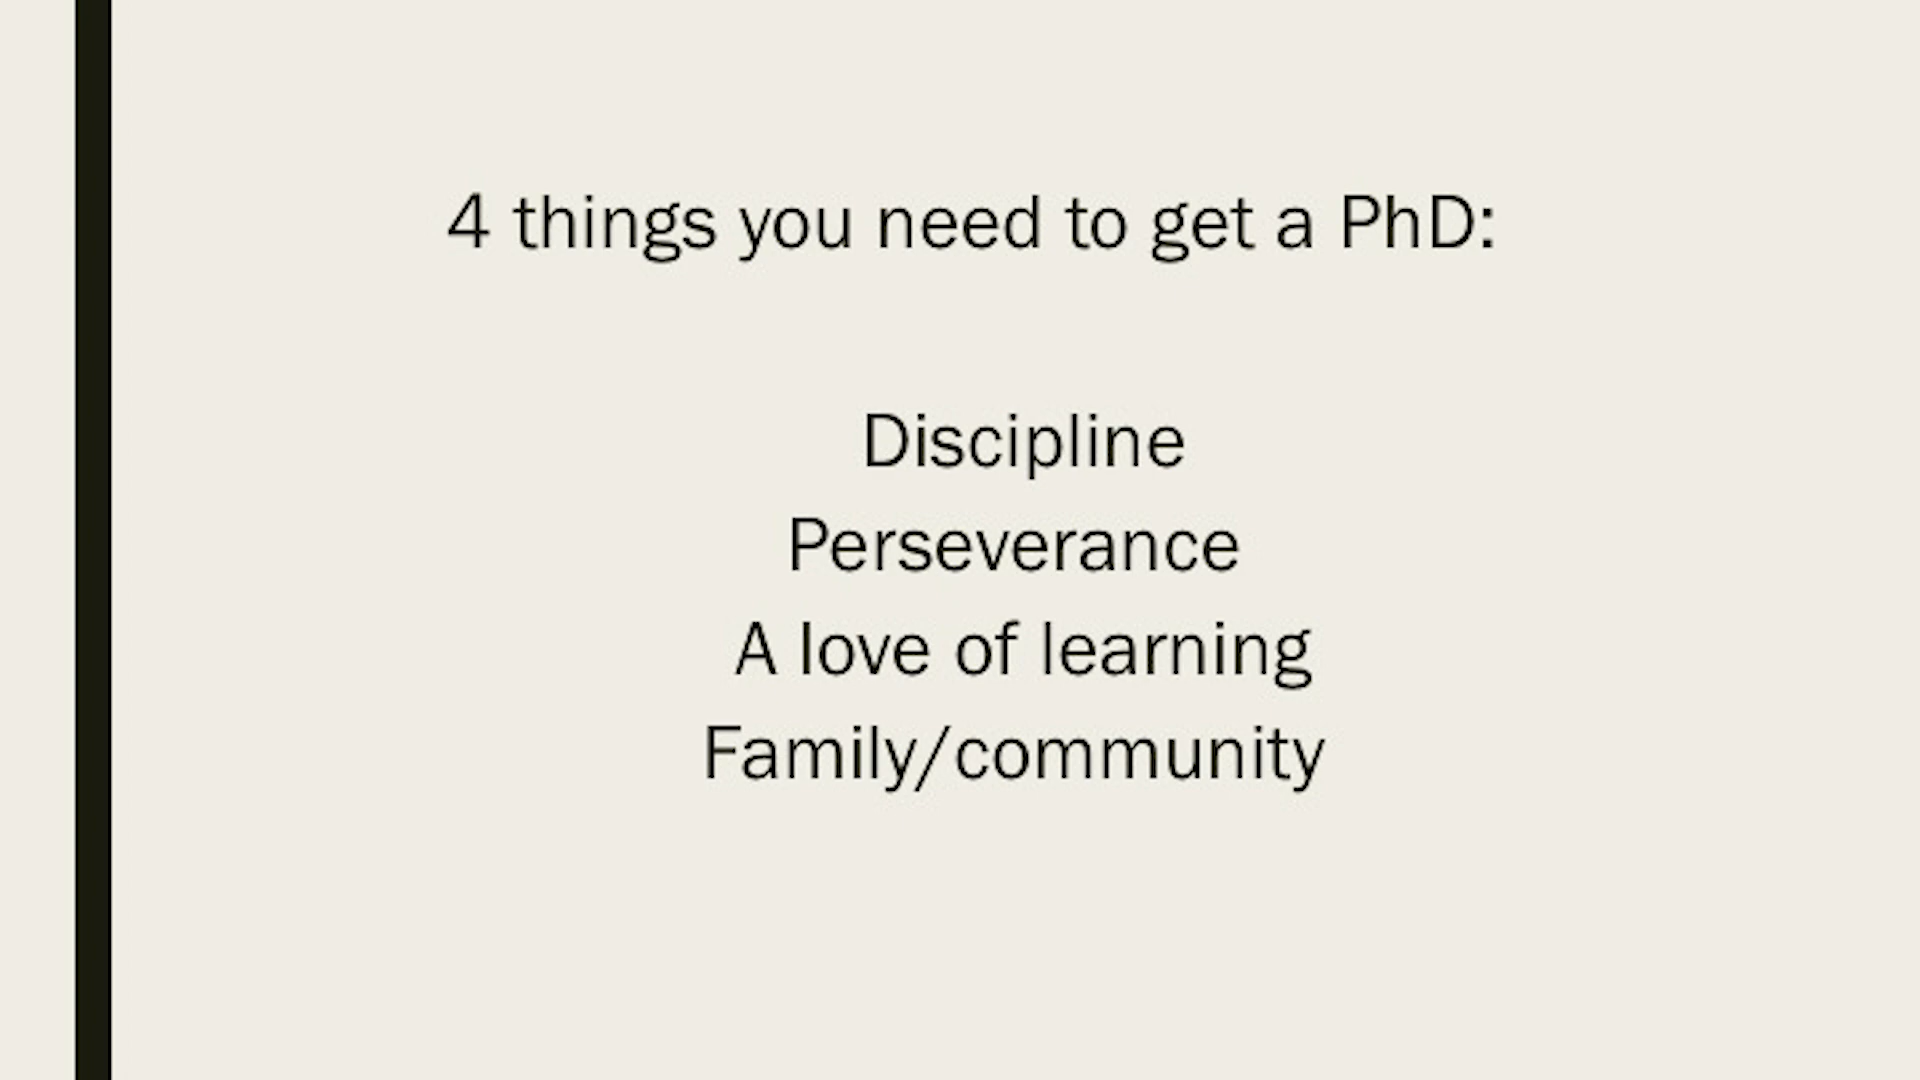 4 things you need to get a PhD:
Discipline
Perseverance
A love of learning
Family/community